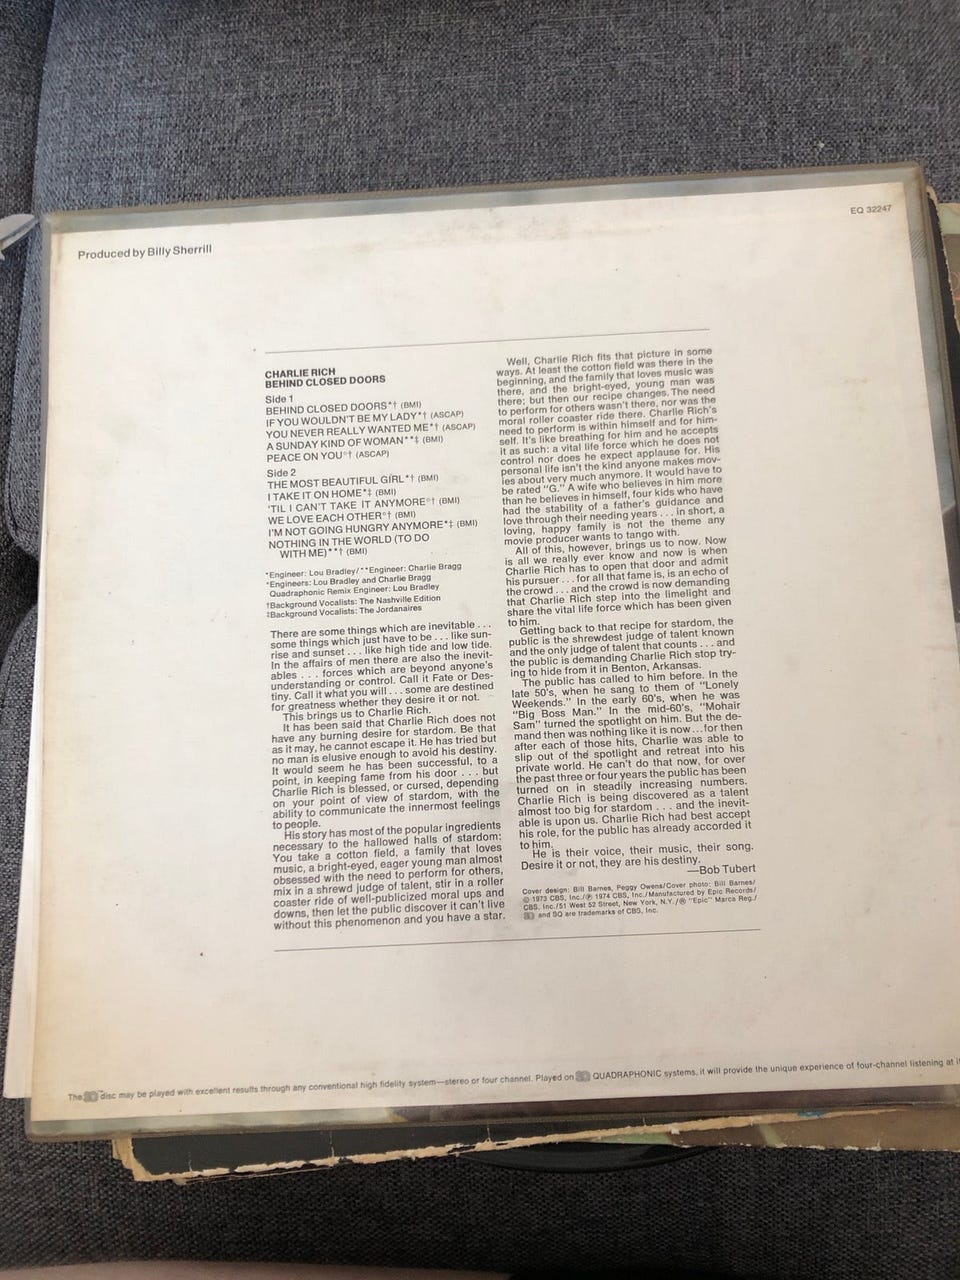 EQ 32247
Produced by Billy Sherrill
CHARLIE RICH
BEHIND CLOSED DOORS
Side 1
BEHIND CLOSED DOORS*† (BMI)
IF YOU WOULDN'T BE MY LADY*† (ASCAP)
YOU NEVER REALLY WANTED ME*† (ASCAP)
A SUNDAY KIND OF WOMAN**‡ (BMI)
PEACE ON YOU°† (ASCAP)
Side 2
THE MOST BEAUTIFUL GIRL*† (BMI)
I TAKE IT ON HOME*‡ (BMI)
'TIL I CAN'T TAKE IT ANYMORE°† (BMI)
WE LOVE EACH OTHER°† (BMI)
I'M NOT GOING HUNGRY ANYMORE*‡ (BMI)
NOTHING IN THE WORLD (TO DO
WITH ME)**† (BMI)
*Engineer: Lou Bradley/**Engineer: Charlie Bragg
°Engineers: Lou Bradley and Charlie Bragg
Quadraphonic Remix Engineer: Lou Bradley
†Background Vocalists: The Nashville Edition
‡Background Vocalists: The Jordanaires
There are some things which are inevitable . . .
some things which just have to be . . . like sun-
rise and sunset . . . like high tide and low tide.
In the affairs of men there are also the inevit-
ables . . . forces which are beyond anyone's
understanding or control. Call it Fate or Des-
tiny. Call it what you will . . . some are destined
for greatness whether they desire it or not.
This brings us to Charlie Rich.
It has been said that Charlie Rich does not
have any burning desire for stardom. Be that
as it may, he cannot escape it. He has tried but
no man is elusive enough to avoid his destiny.
It would seem he has been successful, to a
point, in keeping fame from his door . . . but
Charlie Rich is blessed, or cursed, depending
on your point of view of stardom, with the
ability to communicate the innermost feelings
to people.
His story has most of the popular ingredients
necessary to the hallowed halls of stardom:
You take a cotton field, a family that loves
music, a bright-eyed, eager young man almost
obsessed with the need to perform for others,
mix in a shrewd judge of talent, stir in a roller
coaster ride of well-publicized moral ups and
downs, then let the public discover it can't live
without this phenomenon and you have a star.
Well, Charlie Rich fits that picture in some
ways. At least the cotton field was there in the
beginning, and the family that loves music was
there, and the bright-eyed, young man was
there; but then our recipe changes. The need
to perform for others wasn't there, nor was the
moral roller coaster ride there. Charlie Rich's
need to perform is within himself and for him-
self. It's like breathing for him and he accepts
it as such: a vital life force which he does not
control nor does he expect applause for. His
personal life isn't the kind anyone makes mov-
ies about very much anymore. It would have to
be rated "G." A wife who believes in him more
than he believes in himself, four kids who have
had the stability of a father's guidance and
love through their needing years . . . in short, a
loving, happy family is not the theme any
movie producer wants to tango with.
All of this, however, brings us to now. Now
is all we really ever know and now is when
Charlie Rich has to open that door and admit
his pursuer . . . for all that fame is, is an echo of
the crowd . . . and the crowd is now demanding
that Charlie Rich step into the limelight and
share the vital life force which has been given
to him.
Getting back to that recipe for stardom, the
public is the shrewdest judge of talent known
and the only judge of talent that counts . . . and
the public is demanding Charlie Rich stop try-
ing to hide from it in Benton, Arkansas.
The public has called to him before. In the
late 50's, when he sang to them of "Lonely
Weekends." In the early 60's, when he was
"Big Boss Man." In the mid-60's, "Mohair
Sam" turned the spotlight on him. But the de-
mand then was nothing like it is now . . . for then
after each of those hits, Charlie was able to
slip out of the spotlight and retreat into his
private world. He can't do that now, for over
the past three or four years the public has been
turned on in steadily increasing numbers.
Charlie Rich is being discovered as a talent
almost too big for stardom . . . and the inevit-
able is upon us. Charlie Rich had best accept
his role, for the public has already accorded it
to him.
He is their voice, their music, their song.
Desire it or not, they are his destiny.
—Bob Tubert
Cover design: Bill Barnes, Peggy Owens/Cover photo: Bill Barnes/
© 1973 CBS, Inc./℗ 1974 CBS, Inc./Manufactured by Epic Records/
CBS, Inc./51 West 52 Street, New York, N.Y./® "Epic" Marca Reg./
and SQ are trademarks of CBS, Inc.
The disc may be played with excellent results through any conventional high fidelity system—stereo or four channel. Played on QUADRAPHONIC systems, it will provide the unique experience of four-channel listening at